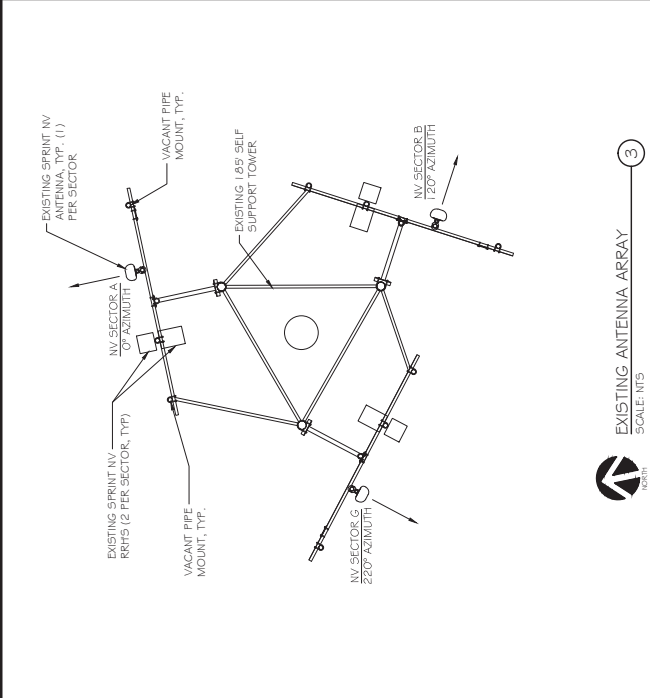 EXISTING SPRINT NV
ANTENNA, TYP. (1)
PER SECTOR
VACANT PIPE
MOUNT, TYP.
EXISTING 185' SELF
SUPPORT TOWER
NV SECTOR B
120° AZIMUTH
NV SECTOR A
0° AZIMUTH
EXISTING SPRINT NV
RRH'S (2 PER SECTOR, TYP)
VACANT PIPE
MOUNT, TYP.
NV SECTOR G
220° AZIMUTH
EXISTING ANTENNA ARRAY
SCALE: NTS
3
NORTH